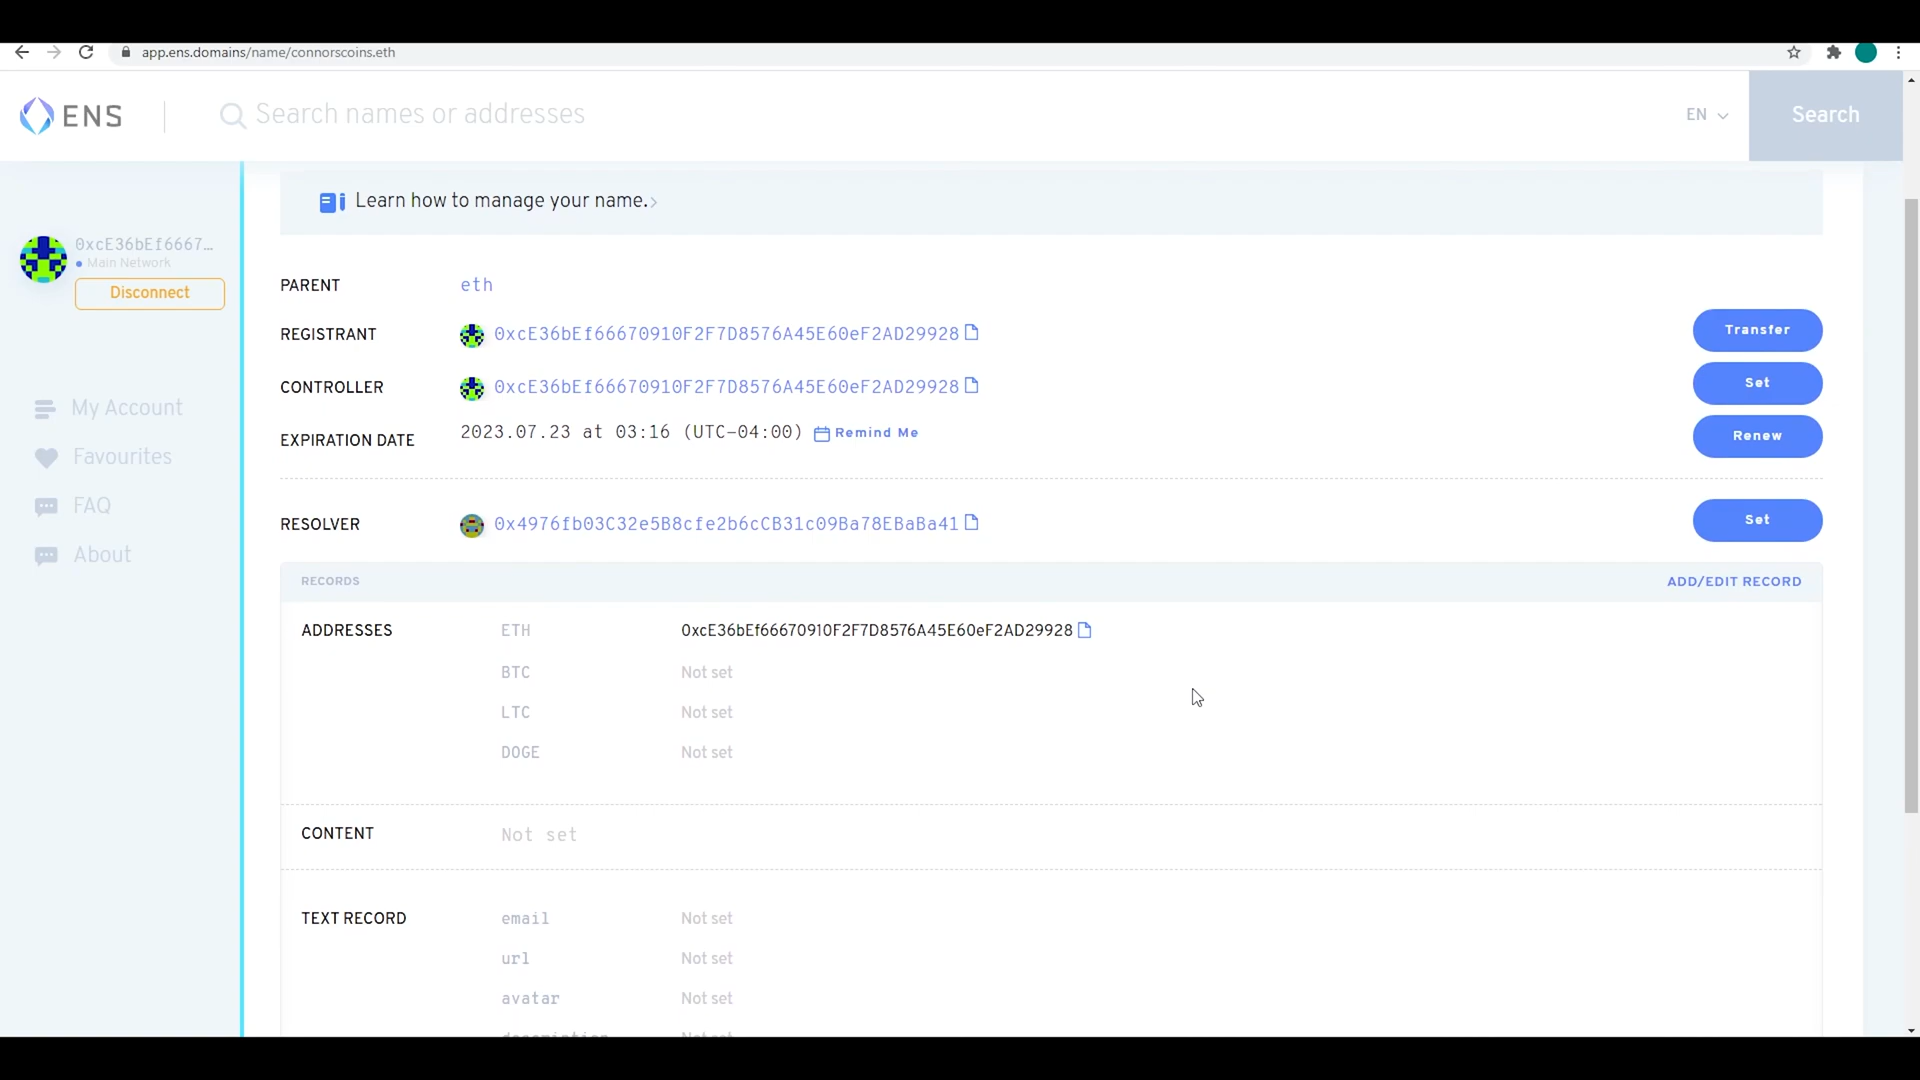 app.ens.domains/name/connorscoins.eth
ENS
Search names or addresses
EN
Search
Learn how to manage your name.
0xcE36bEf6667...
Main Network
Disconnect
My Account
Favourites
FAQ
About
PARENT eth
REGISTRANT 0xcE36bEf66670910F2F7D8576A45E60eF2AD29928 Transfer
CONTROLLER 0xcE36bEf66670910F2F7D8576A45E60eF2AD29928 Set
EXPIRATION DATE 2023.07.23 at 03:16 (UTC-04:00) Remind Me Renew
RESOLVER 0x4976fb03C32e5B8cfe2b6cCB31c09Ba78EBaBa41 Set
RECORDS ADD/EDIT RECORD
ADDRESSES ETH 0xcE36bEf66670910F2F7D8576A45E60eF2AD29928
BTC Not set
LTC Not set
DOGE Not set
CONTENT Not set
TEXT RECORD email Not set
url Not set
avatar Not set